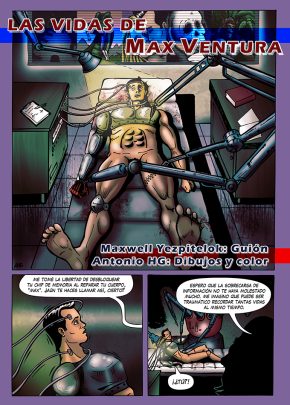 LAS VIDAS DE
MAX VENTURA
Maxwell Yezpitelok: Guión
Antonio HG: Dibujos y color
ME TOMÉ LA LIBERTAD DE DESBLOQUEAR
TU CHIP DE MEMORIA AL REPARAR TU CUERPO,
"MAX". ¿AÚN TE HACES LLAMAR ASÍ, CIERTO?
ESPERO QUE LA SOBRECARGA DE
INFORMACIÓN NO TE HAYA MOLESTADO
MUCHO. ME IMAGINO QUE PUEDE SER
TRAUMÁTICO RECORDAR TANTAS VIDAS
AL MISMO TIEMPO.
¡¿TÚ?!